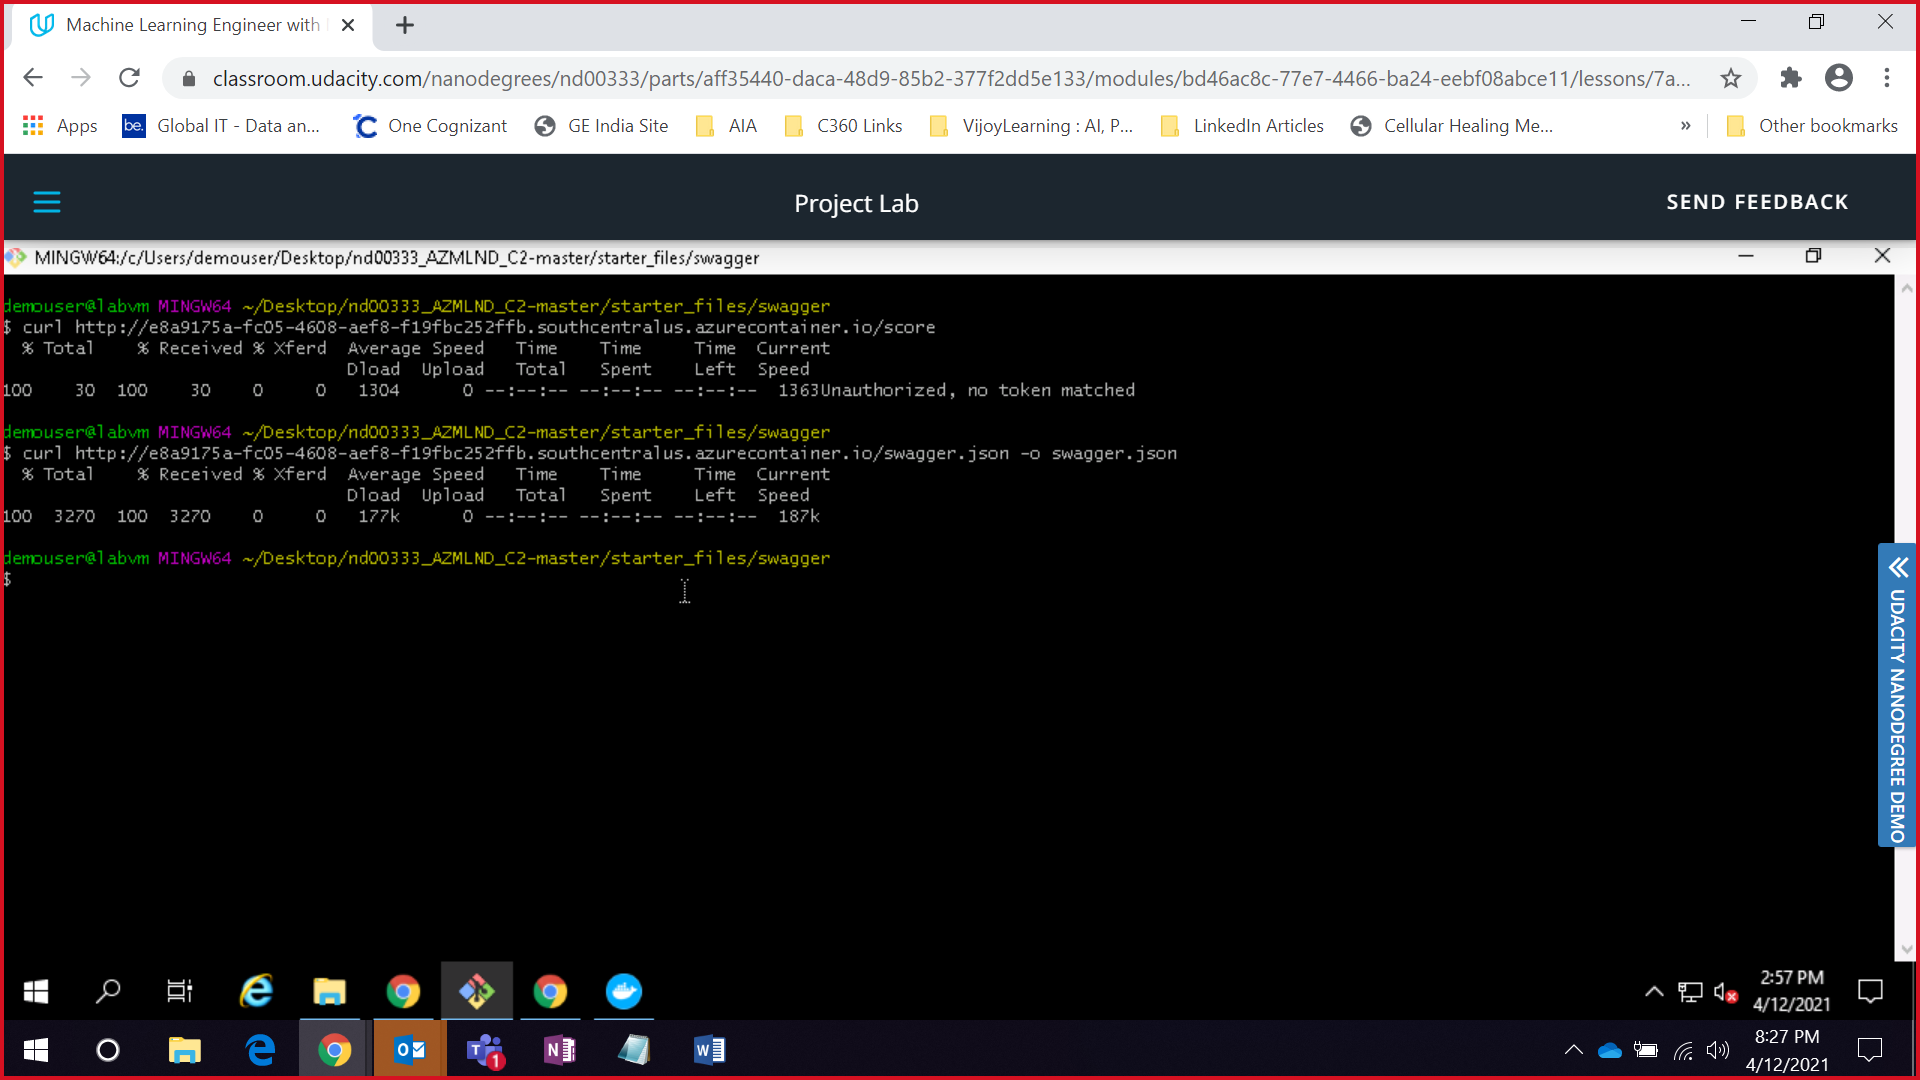 Machine Learning Engineer with
classroom.udacity.com/nanodegrees/nd00333/parts/aff35440-daca-48d9-85b2-377f2dd5e133/modules/bd46ac8c-77e7-4466-ba24-eebf08abce11/lessons/7a...
Apps be. Global IT - Data an... One Cognizant GE India Site AIA C360 Links VijoyLearning : AI, P... LinkedIn Articles Cellular Healing Me... » Other bookmarks
Project Lab SEND FEEDBACK
MINGW64:/c/Users/demouser/Desktop/nd00333_AZMLND_C2-master/starter_files/swagger
demouser@labvm MINGW64 ~/Desktop/nd00333_AZMLND_C2-master/starter_files/swagger
$ curl http://e8a9175a-fc05-4608-aef8-f19fbc252ffb.southcentralus.azurecontainer.io/score
% Total % Received % Xferd Average Speed Time Time Time Current
Dload Upload Total Spent Left Speed
100 30 100 30 0 0 1304 0 --:--:-- --:--:-- --:--:-- 1363Unauthorized, no token matched
demouser@labvm MINGW64 ~/Desktop/nd00333_AZMLND_C2-master/starter_files/swagger
$ curl http://e8a9175a-fc05-4608-aef8-f19fbc252ffb.southcentralus.azurecontainer.io/swagger.json -o swagger.json
% Total % Received % Xferd Average Speed Time Time Time Current
Dload Upload Total Spent Left Speed
100 3270 100 3270 0 0 177k 0 --:--:-- --:--:-- --:--:-- 187k
demouser@labvm MINGW64 ~/Desktop/nd00333_AZMLND_C2-master/starter_files/swagger
$
UDACITY NANODEGREE DEMO
2:57 PM
4/12/2021
8:27 PM
4/12/2021